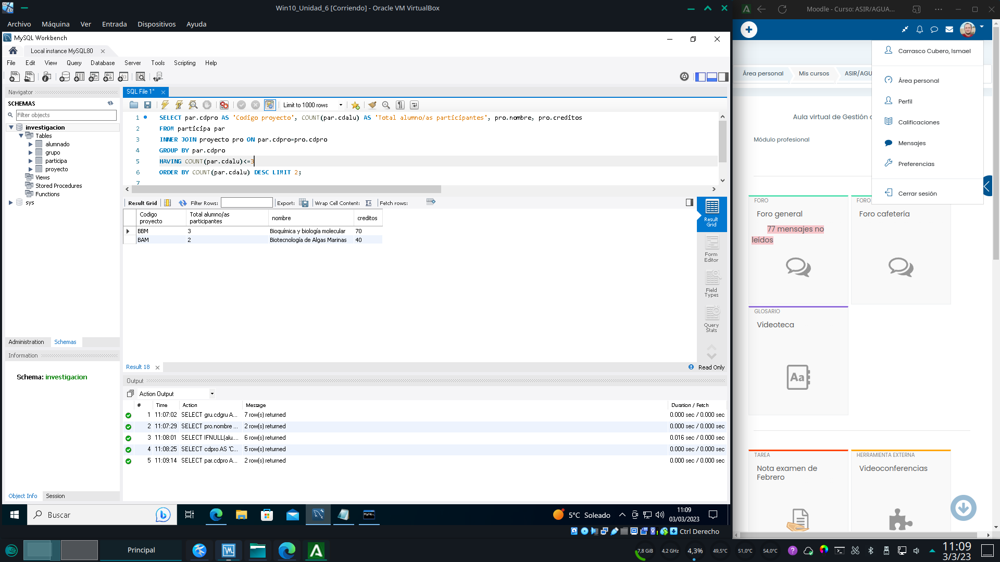 Win10_Unidad_6 [Corriendo] - Oracle VM VirtualBox
Archivo Máquina Ver Entrada Dispositivos Ayuda
MySQL Workbench
Local instance MySQL80
File Edit View Query Database Server Tools Scripting Help
Navigator
SCHEMAS
Filter objects
investigacion
Tables
alumnado
grupo
participa
proyecto
Views
Stored Procedures
Functions
sys
Administration Schemas
Information
Schema: investigacion
Object Info Session
SQL File 1*
Limit to 1000 rows
1 SELECT par.cdpro AS 'Codigo proyecto', COUNT(par.cdalu) AS 'Total alumno/as participantes', pro.nombre, pro.creditos
2 FROM participa par
3 INNER JOIN proyecto pro ON par.cdpro=pro.cdpro
4 GROUP BY par.cdpro
5 HAVING COUNT(par.cdalu)<=3
6 ORDER BY COUNT(par.cdalu) DESC LIMIT 2;
7
Result Grid Filter Rows: Export: Wrap Cell Content: Fetch rows:
Codigo proyecto Total alumno/as participantes nombre creditos
BBM 3 Bioquímica y biología molecular 70
BAM 2 Biotecnología de Algas Marinas 40
Result Grid
Form Editor
Field Types
Query Stats
Result 18 Read Only
Output
Action Output
# Time Action Message Duration / Fetch
1 11:07:02 SELECT gru.cdgru A... 7 row(s) returned 0.000 sec / 0.000 sec
2 11:07:29 SELECT pro.nombre ... 2 row(s) returned 0.000 sec / 0.000 sec
3 11:08:01 SELECT IFNULL(alu.... 6 row(s) returned 0.016 sec / 0.000 sec
4 11:08:25 SELECT cdpro AS 'C... 5 row(s) returned 0.000 sec / 0.000 sec
5 11:09:14 SELECT par.cdpro A... 2 row(s) returned 0.000 sec / 0.000 sec
Buscar
5°C Soleado
11:09
03/03/2023
Ctrl Derecho
Moodle - Curso: ASIR/AGUA...
Carrasco Cubero, Ismael
Área personal
Perfil
Calificaciones
Mensajes
Preferencias
Cerrar sesión
Área personal Mis cursos ASIR/AGU
Aula virtual de Gestión
Módulo profesional
FORO
Foro general
77 mensajes no leídos
FORO
Foro cafetería
GLOSARIO
Videoteca
Aa
TAREA
Nota examen de Febrero
HERRAMIENTA EXTERNA
Videoconferencias
Principal
7,8 GiB 4,2 GHz 4,3% 49,5°C 51,0°C 54,0°C
11:09
3/3/23